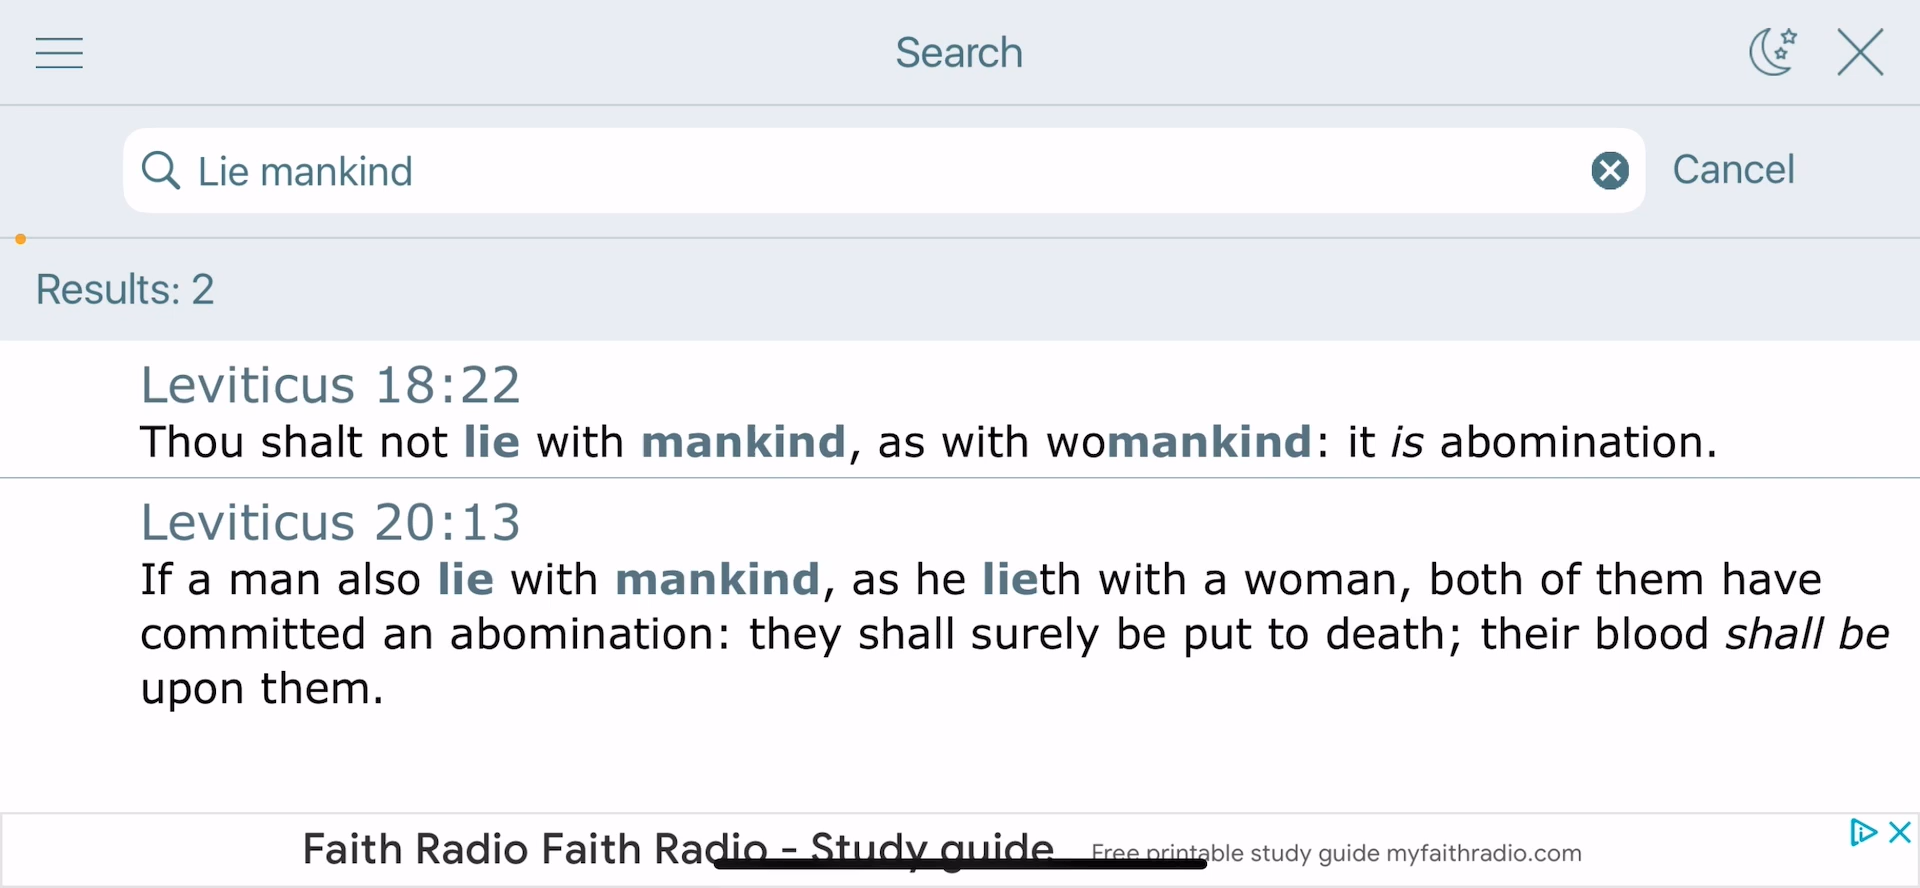 Search
Lie mankind
Cancel
Results: 2
Leviticus 18:22
Thou shalt not lie with mankind, as with womankind: it is abomination.
Leviticus 20:13
If a man also lie with mankind, as he lieth with a woman, both of them have
committed an abomination: they shall surely be put to death; their blood shall be
upon them.
Faith Radio Faith Radio - Study guide Free printable study guide myfaithradio.com